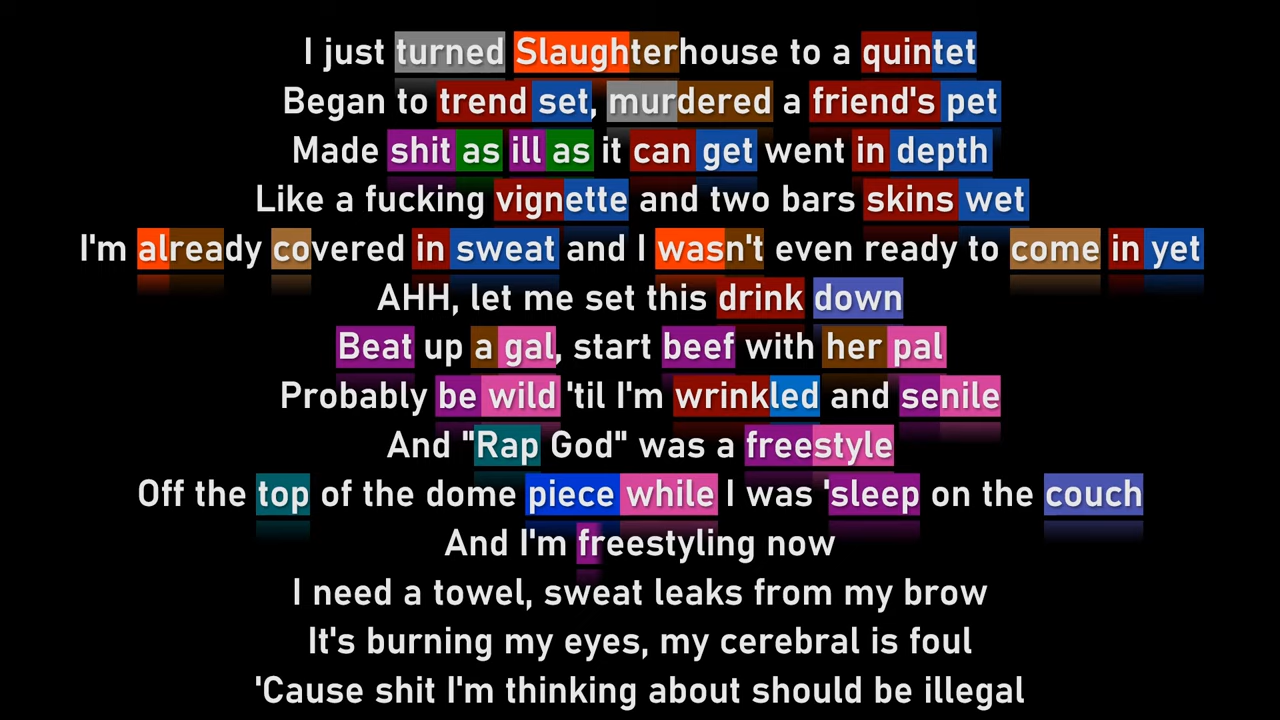 I just turned Slaughterhouse to a quintet
Began to trend set, murdered a friend's pet
Made shit as ill as it can get went in depth
Like a fucking vignette and two bars skins wet
I'm already covered in sweat and I wasn't even ready to come in yet
AHH, let me set this drink down
Beat up a gal, start beef with her pal
Probably be wild 'til I'm wrinkled and senile
And "Rap God" was a freestyle
Off the top of the dome piece while I was 'sleep on the couch
And I'm freestyling now
I need a towel, sweat leaks from my brow
It's burning my eyes, my cerebral is foul
'Cause shit I'm thinking about should be illegal